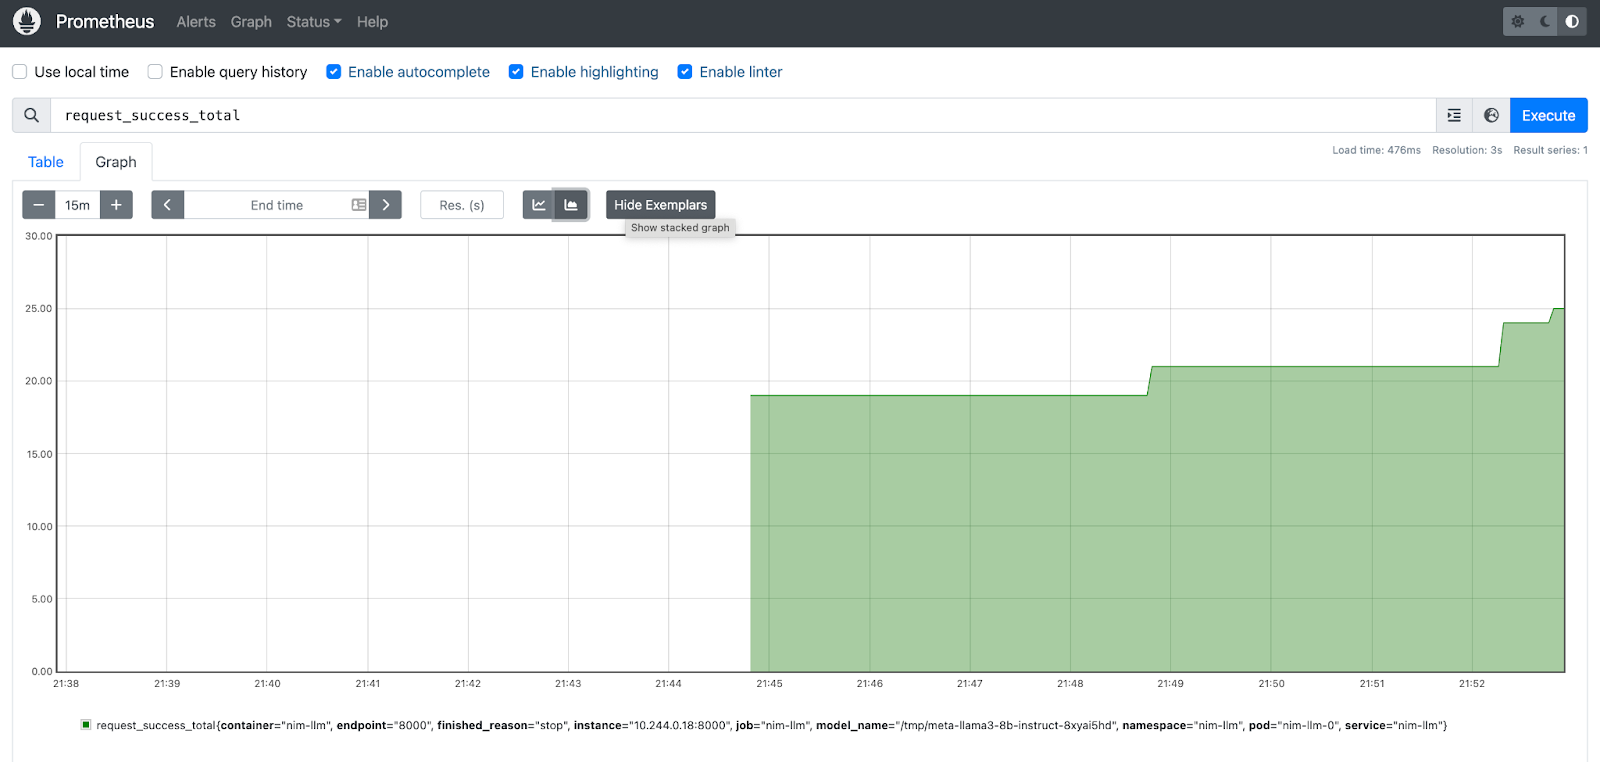 Prometheus Alerts Graph Status Help
Use local time Enable query history Enable autocomplete Enable highlighting Enable linter
request_success_total Execute
Table Graph Load time: 476ms Resolution: 3s Result series: 1
15m End time Res. (s) Hide Exemplars
Show stacked graph
30.00
25.00
20.00
15.00
10.00
5.00
0.00
21:38 21:39 21:40 21:41 21:42 21:43 21:44 21:45 21:46 21:47 21:48 21:49 21:50 21:51 21:52
request_success_total{container="nim-llm", endpoint="8000", finished_reason="stop", instance="10.244.0.18:8000", job="nim-llm", model_name="/tmp/meta-llama3-8b-instruct-8xyai5hd", namespace="nim-llm", pod="nim-llm-0", service="nim-llm"}